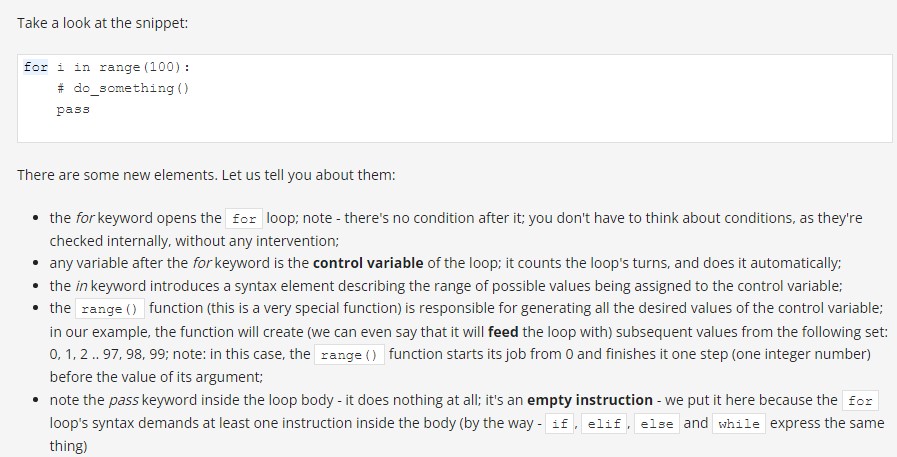 Take a look at the snippet:
for i in range(100):
    # do_something()
    pass
There are some new elements. Let us tell you about them:
• the for keyword opens the for loop; note - there's no condition after it; you don't have to think about conditions, as they're
checked internally, without any intervention;
• any variable after the for keyword is the control variable of the loop; it counts the loop's turns, and does it automatically;
• the in keyword introduces a syntax element describing the range of possible values being assigned to the control variable;
• the range() function (this is a very special function) is responsible for generating all the desired values of the control variable;
in our example, the function will create (we can even say that it will feed the loop with) subsequent values from the following set:
0, 1, 2 .. 97, 98, 99; note: in this case, the range() function starts its job from 0 and finishes it one step (one integer number)
before the value of its argument;
• note the pass keyword inside the loop body - it does nothing at all; it's an empty instruction - we put it here because the for
loop's syntax demands at least one instruction inside the body (by the way - if, elif, else and while express the same
thing)